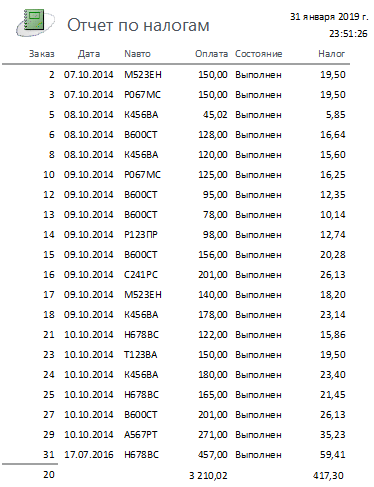 Отчет по налогам
31 января 2019 г.
23:51:26
Заказ Дата Nавто Оплата Состояние Налог
2 07.10.2014 М523ЕН 150,00 Выполнен 19,50
3 07.10.2014 Р067МС 150,00 Выполнен 19,50
5 08.10.2014 К456ВА 45,02 Выполнен 5,85
6 08.10.2014 В600СТ 128,00 Выполнен 16,64
8 08.10.2014 К456ВА 120,00 Выполнен 15,60
10 09.10.2014 Р067МС 125,00 Выполнен 16,25
12 09.10.2014 В600СТ 95,00 Выполнен 12,35
13 09.10.2014 В600СТ 78,00 Выполнен 10,14
14 09.10.2014 Р123ПР 98,00 Выполнен 12,74
15 09.10.2014 В600СТ 156,00 Выполнен 20,28
16 09.10.2014 С241РС 201,00 Выполнен 26,13
17 09.10.2014 М523ЕН 140,00 Выполнен 18,20
18 09.10.2014 К456ВА 178,00 Выполнен 23,14
21 10.10.2014 Н678ВС 122,00 Выполнен 15,86
23 10.10.2014 Т123ВА 150,00 Выполнен 19,50
24 10.10.2014 К456ВА 180,00 Выполнен 23,40
25 10.10.2014 Н678ВС 165,00 Выполнен 21,45
27 10.10.2014 В600СТ 201,00 Выполнен 26,13
29 10.10.2014 А567РТ 271,00 Выполнен 35,23
31 17.07.2016 Н678ВС 457,00 Выполнен 59,41
20 3 210,02 417,30